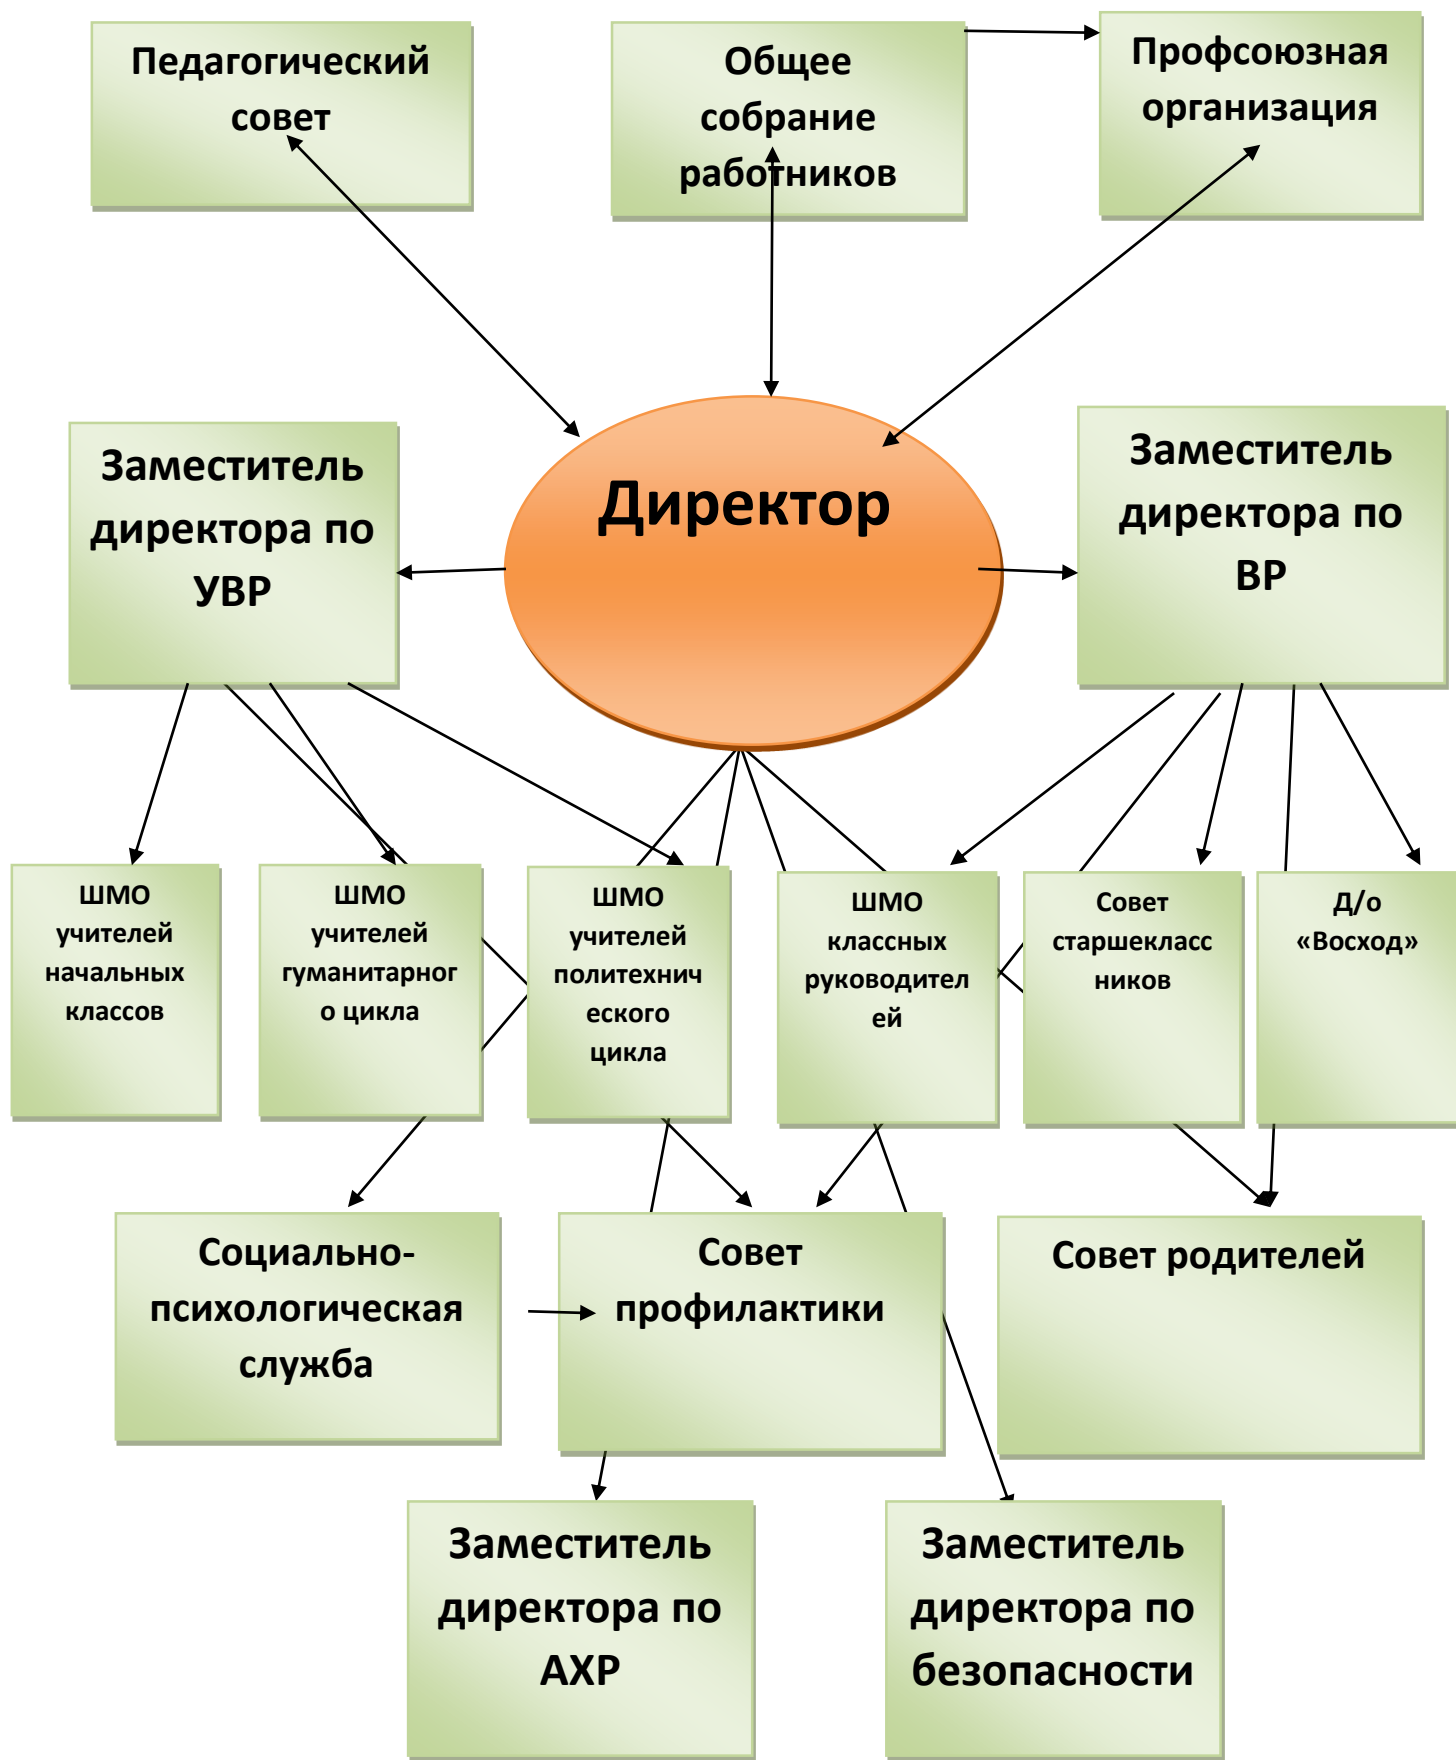 Педагогический
совет
Общее
собрание
работников
Профсоюзная
организация
Заместитель
директора по
УВР
Директор
Заместитель
директора по
ВР
ШМО
учителей
начальных
классов
ШМО
учителей
гуманитарног
о цикла
ШМО
учителей
политехнич
еского
цикла
ШМО
классных
руководител
ей
Совет
старшекласс
ников
Д/о
«Восход»
Социально-
психологическая
служба
Совет
профилактики
Совет родителей
Заместитель
директора по
АХР
Заместитель
директора по
безопасности